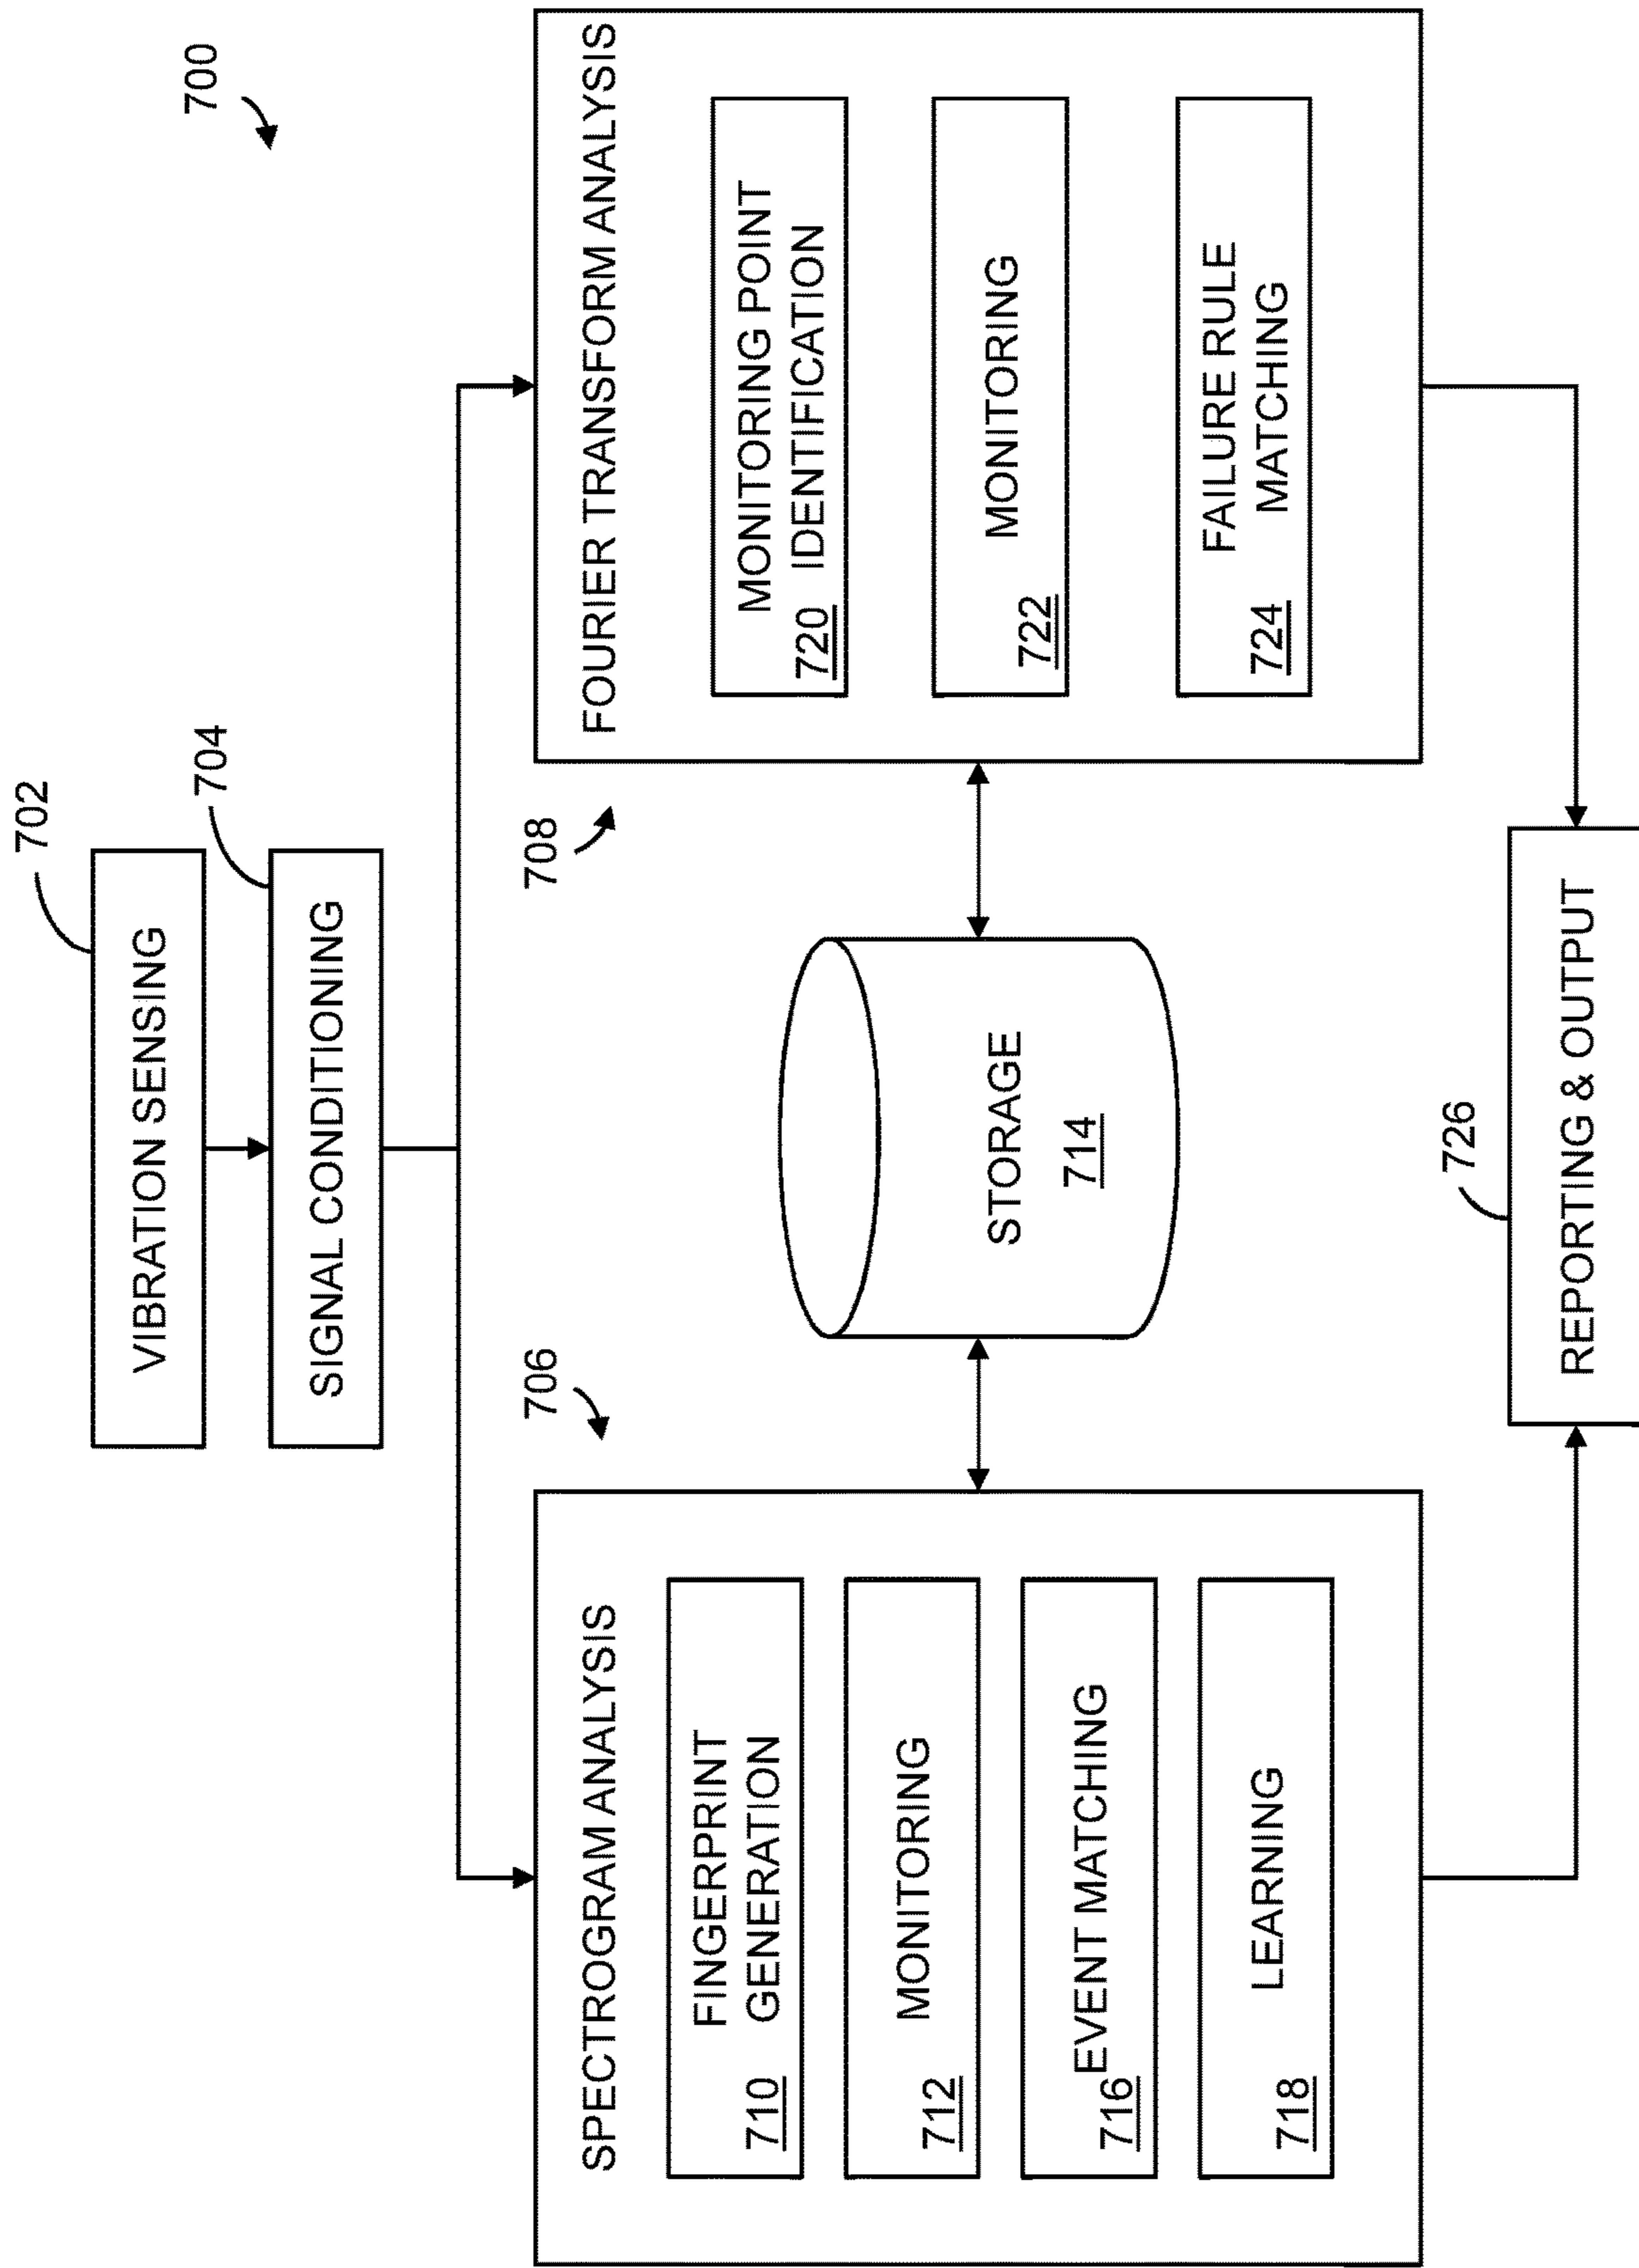 700
702
VIBRATION SENSING
704
SIGNAL CONDITIONING
706
SPECTROGRAM ANALYSIS
FINGERPRINT
710 GENERATION
712 MONITORING
EVENT MATCHING
716
LEARNING
718
STORAGE
714
708
FOURIER TRANSFORM ANALYSIS
MONITORING POINT
720 IDENTIFICATION
MONITORING
722
FAILURE RULE
724 MATCHING
726
REPORTING & OUTPUT